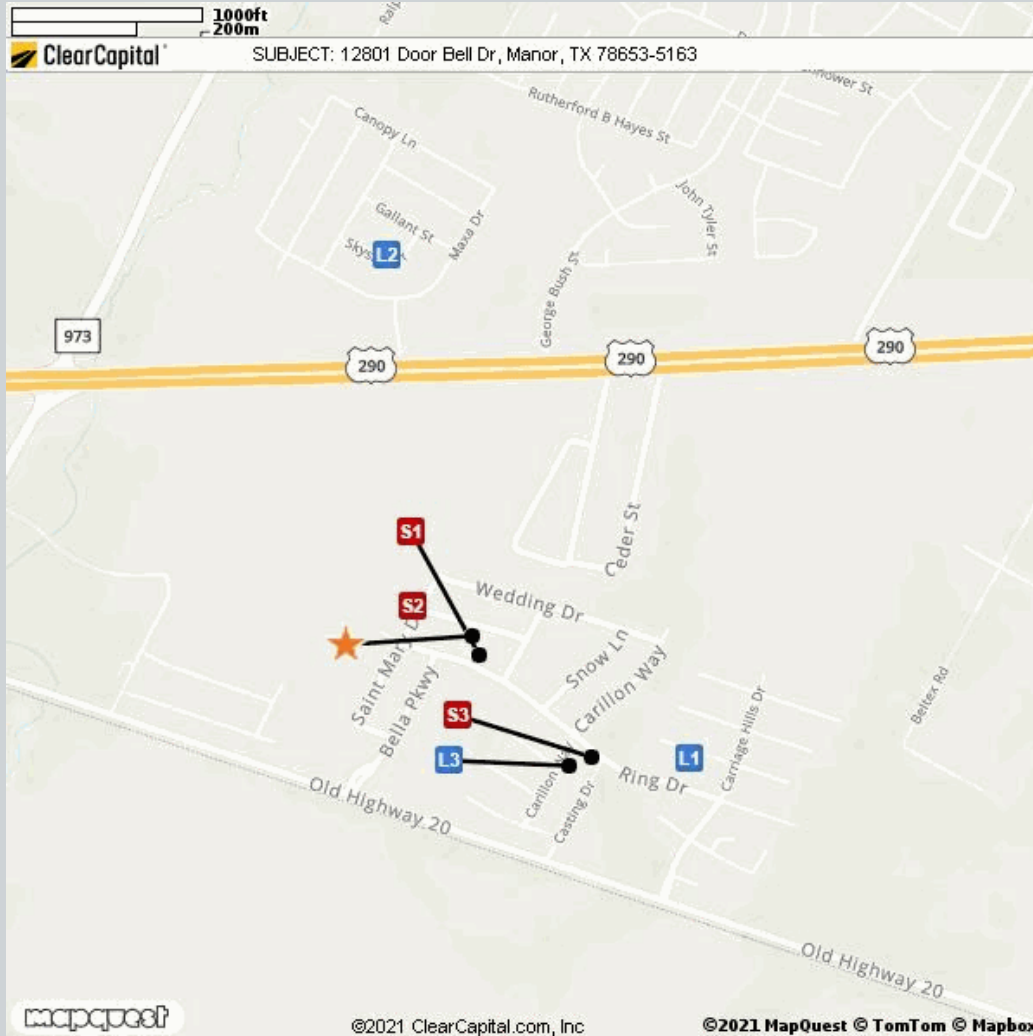 1000ft
200m
ClearCapital
SUBJECT: 12801 Door Bell Dr, Manor, TX 78653-5163
Rutherford B Hayes St
Canopy Ln
John Tyler St
Gallant St
Maxa Dr
L2
George Bush St
973
290
290
290
S1
Ceder St
Wedding Dr
S2
Saint Mary
Snow Ln
Carillon Way
Bella Pkwy
S3
L3
L1
Beltex Rd
Carriage Hills Dr
Ring Dr
Carillon
Casting Dr
Old Highway 20
Old Highway 20
mapquest
©2021 ClearCapital.com, Inc
©2021 MapQuest © TomTom © Mapbox